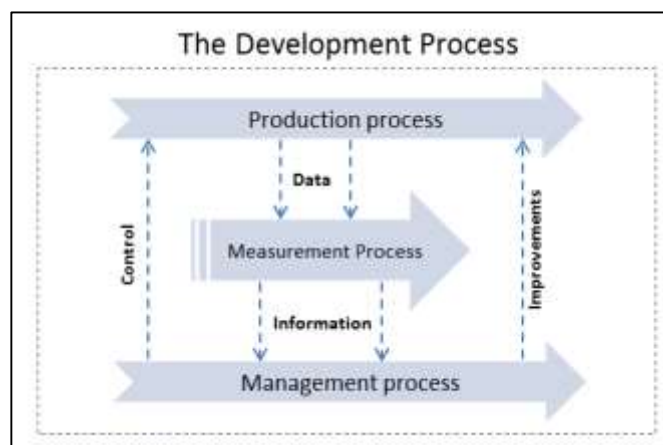 The Development Process
Production process
Data
Control
Improvements
Measurement Process
Information
Management process